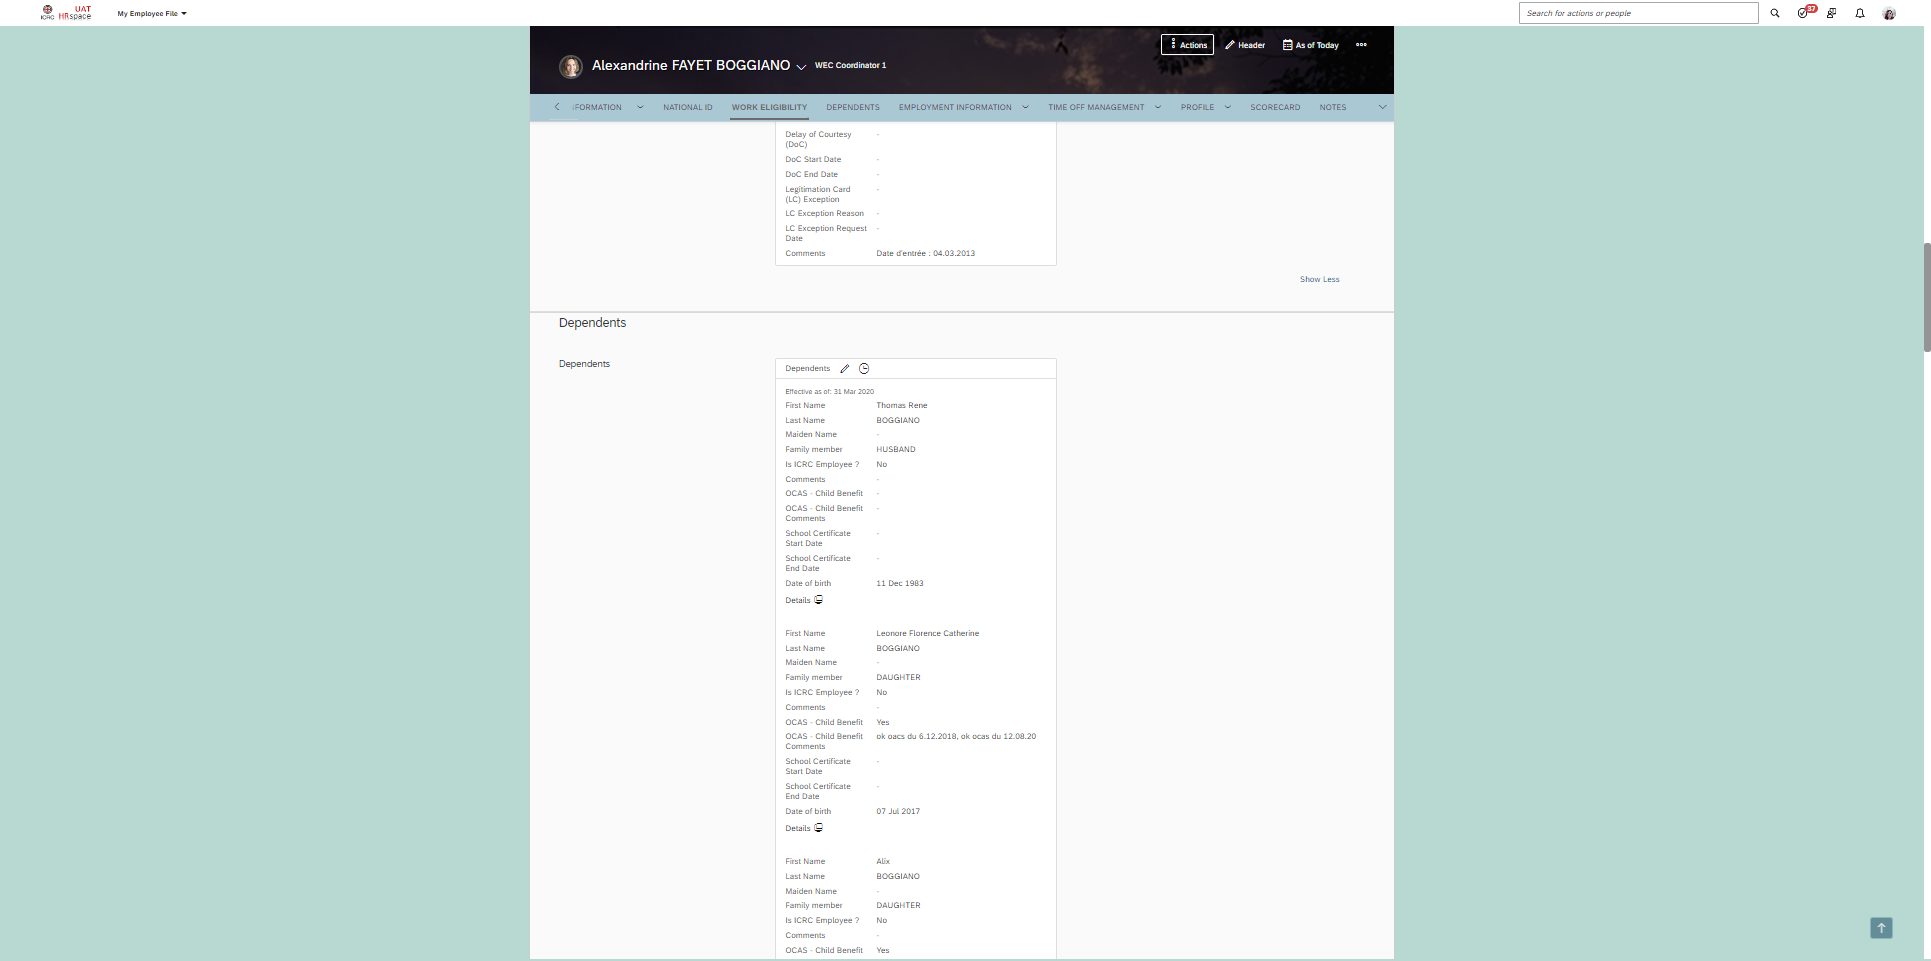 ICRC
UAT
HRspace
My Employee File
Search for actions or people
37
Alexandrine FAYET BOGGIANO
WEC Coordinator 1
Actions
Header
As of Today
FORMATION
NATIONAL ID
WORK ELIGIBILITY
DEPENDENTS
EMPLOYMENT INFORMATION
TIME OFF MANAGEMENT
PROFILE
SCORECARD
NOTES
Delay of Courtesy -
(DoC)
DoC Start Date -
DoC End Date -
Legitimation Card -
(LC) Exception
LC Exception Reason -
LC Exception Request -
Date
Comments Date d'entrée : 04.03.2013
Show Less
Dependents
Dependents
Dependents
Effective as of: 31 Mar 2020
First Name Thomas Rene
Last Name BOGGIANO
Maiden Name -
Family member HUSBAND
Is ICRC Employee ? No
Comments -
OCAS - Child Benefit -
OCAS - Child Benefit -
Comments
School Certificate -
Start Date
School Certificate -
End Date
Date of birth 11 Dec 1983
Details
First Name Leonore Florence Catherine
Last Name BOGGIANO
Maiden Name -
Family member DAUGHTER
Is ICRC Employee ? No
Comments -
OCAS - Child Benefit Yes
OCAS - Child Benefit ok oacs du 6.12.2018, ok ocas du 12.08.20
Comments
School Certificate -
Start Date
School Certificate -
End Date
Date of birth 07 Jul 2017
Details
First Name Alix
Last Name BOGGIANO
Maiden Name -
Family member DAUGHTER
Is ICRC Employee ? No
Comments -
OCAS - Child Benefit Yes